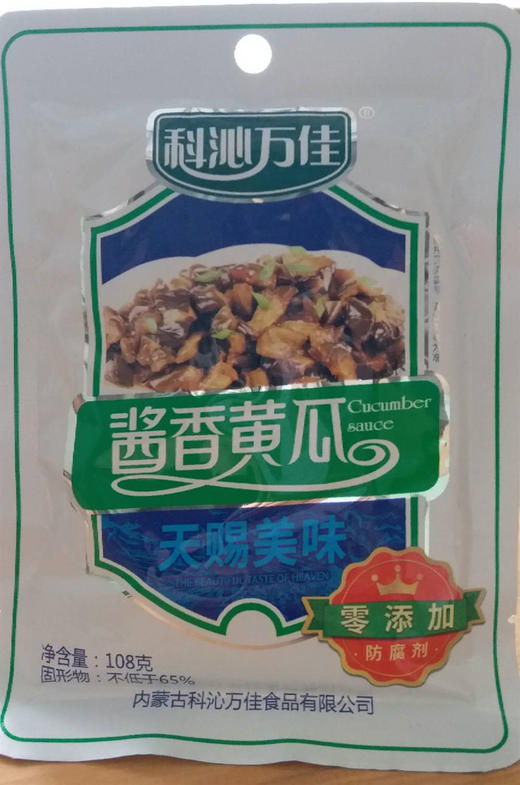 科沁万佳
®
酱香黄瓜
Cucumber
sauce
天赐美味
THE BEAUTIFUL TASTE OF HEAVEN
零添加
·防腐剂·
净含量：108克
固形物：不低于65%
内蒙古科沁万佳食品有限公司